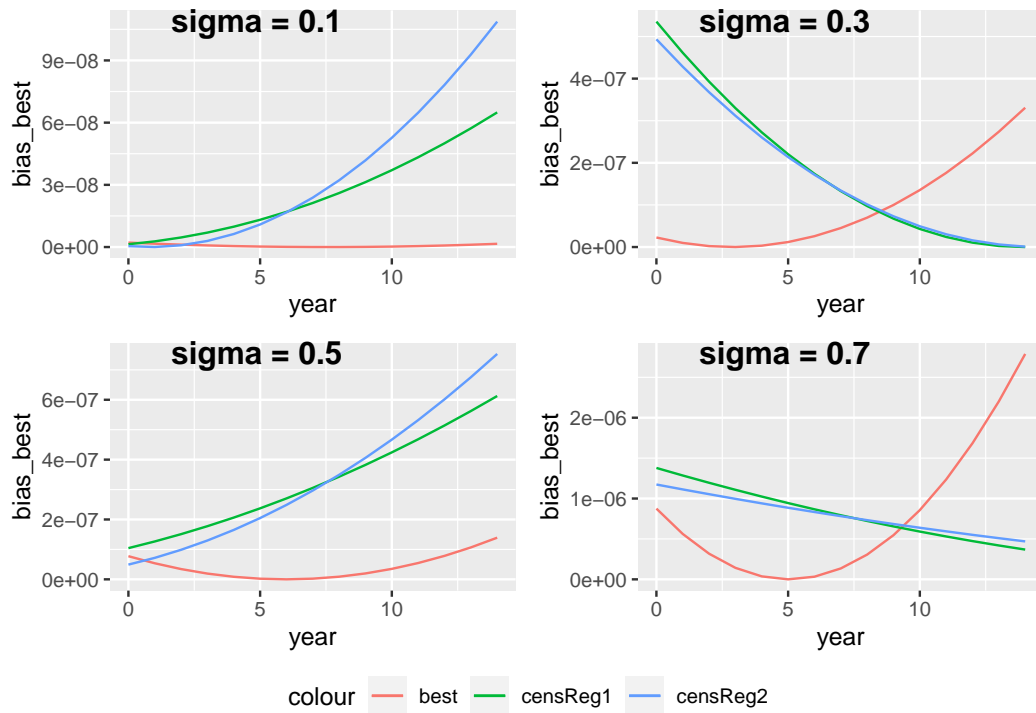 sigma = 0.1
9e−08
6e−08
3e−08
0e+00
bias_best
0
5
10
year
sigma = 0.3
4e−07
2e−07
0e+00
bias_best
0
5
10
year
sigma = 0.5
6e−07
4e−07
2e−07
0e+00
bias_best
0
5
10
year
sigma = 0.7
2e−06
1e−06
0e+00
bias_best
0
5
10
year
colour best censReg1 censReg2